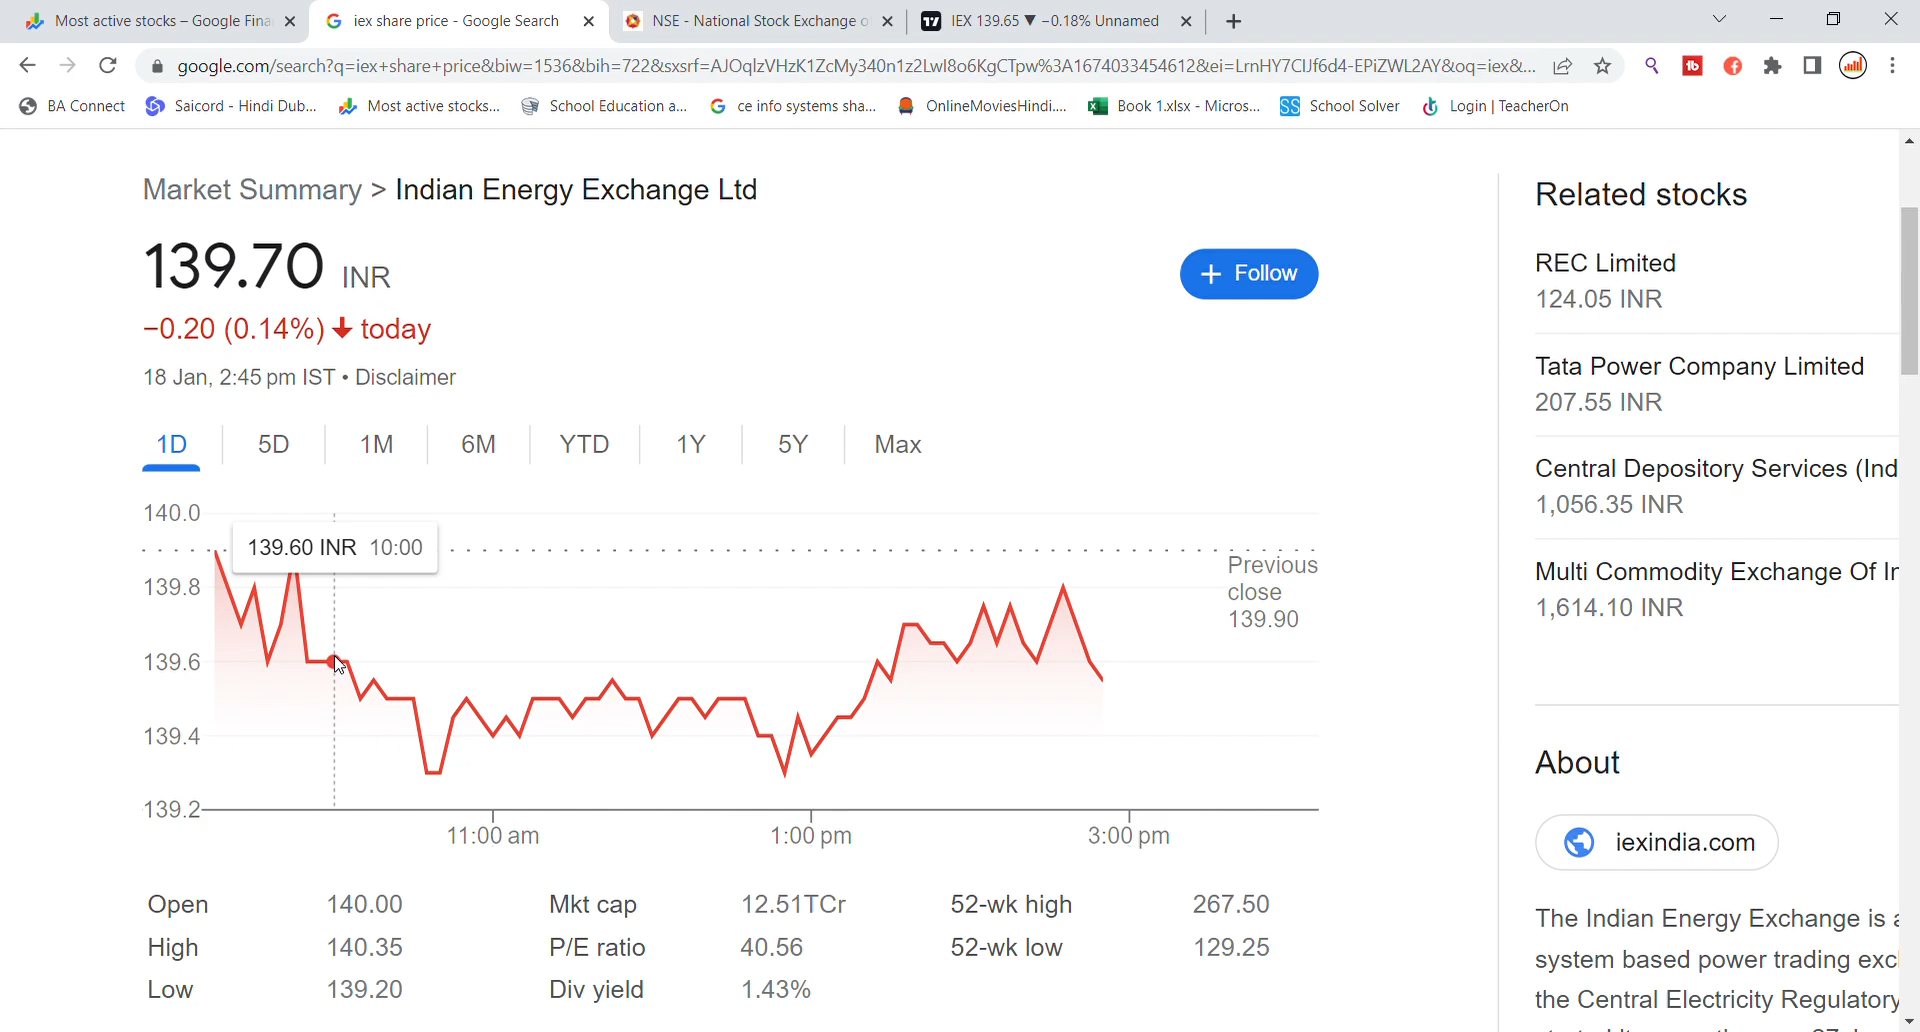 Most active stocks – Google Fina
iex share price - Google Search
NSE - National Stock Exchange o
IEX 139.65 ▼ −0.18% Unnamed
google.com/search?q=iex+share+price&biw=1536&bih=722&sxsrf=AJOqlzVHzK1ZcMy340n1z2LwI8o6KgCTpw%3A1674033454612&ei=LrnHY7CIJf6d4-EPiZWL2AY&oq=iex&...
BA Connect
Saicord - Hindi Dub...
Most active stocks...
School Education a...
ce info systems sha...
OnlineMoviesHindi....
Book 1.xlsx - Micros...
SS School Solver
Login | TeacherOn
Market Summary > Indian Energy Exchange Ltd
139.70 INR
−0.20 (0.14%) ↓ today
18 Jan, 2:45 pm IST • Disclaimer
+ Follow
1D 5D 1M 6M YTD 1Y 5Y Max
140.0
139.60 INR 10:00
139.8
139.6
139.4
139.2
Previous
close
139.90
11:00 am 1:00 pm 3:00 pm
Open 140.00 Mkt cap 12.51TCr 52-wk high 267.50
High 140.35 P/E ratio 40.56 52-wk low 129.25
Low 139.20 Div yield 1.43%
Related stocks
REC Limited
124.05 INR
Tata Power Company Limited
207.55 INR
Central Depository Services (Ind
1,056.35 INR
Multi Commodity Exchange Of In
1,614.10 INR
About
iexindia.com
The Indian Energy Exchange is a
system based power trading exc
the Central Electricity Regulatory